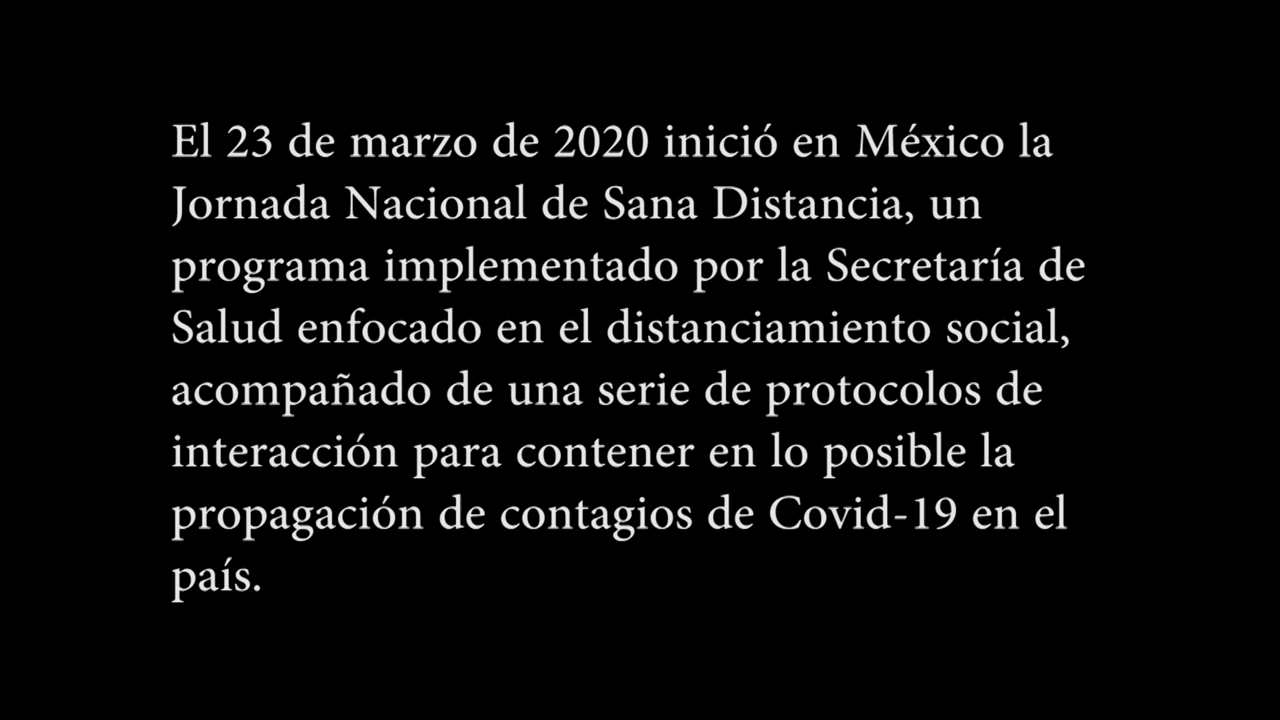 El 23 de marzo de 2020 inició en México la
Jornada Nacional de Sana Distancia, un
programa implementado por la Secretaría de
Salud enfocado en el distanciamiento social,
acompañado de una serie de protocolos de
interacción para contener en lo posible la
propagación de contagios de Covid-19 en el
país.